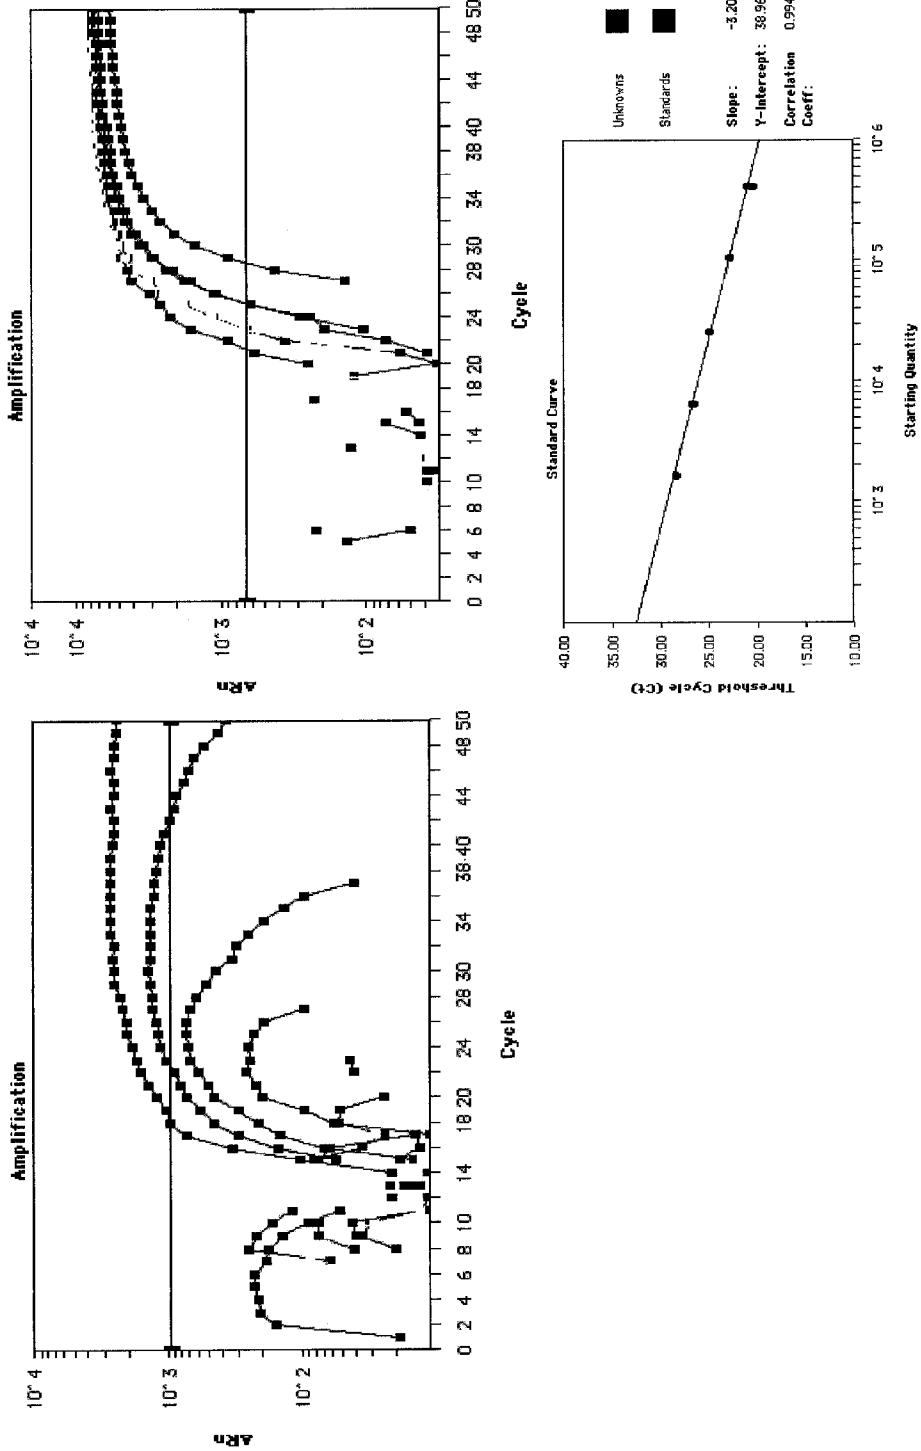 Amplification
10^4
10^3
10^2
ΔRn
0 2 4 6 8 10 14 18 20 24 28 30 34 38 40 44 48 50
Cycle
Amplification
10^4
10^4
10^3
10^2
ΔRn
0 2 4 6 8 10 14 18 20 24 28 30 34 38 40 44 48 50
Cycle
Standard Curve
40.00
35.00
30.00
25.00
20.00
15.00
10.00
Threshold Cycle (Ct)
10^3 10^4 10^5 10^6
Starting Quantity
Unknowns
Standards
Slope: -3.20
Y-Intercept: 38.96
Correlation
Coeff: 0.994